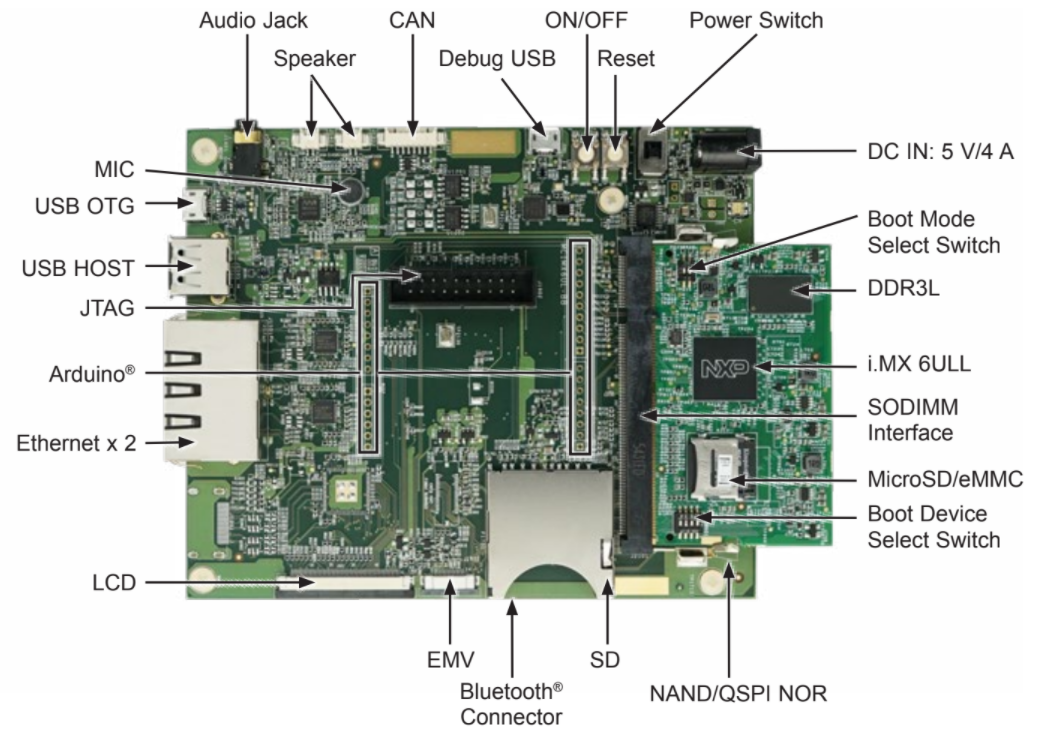 Audio Jack
CAN
ON/OFF
Power Switch
Speaker
Debug USB
Reset
DC IN: 5 V/4 A
MIC
USB OTG
Boot Mode
Select Switch
USB HOST
DDR3L
JTAG
NXP
i.MX 6ULL
Arduino®
SODIMM
Interface
Ethernet x 2
MicroSD/eMMC
Boot Device
Select Switch
LCD
EMV
SD
Bluetooth®
Connector
NAND/QSPI NOR